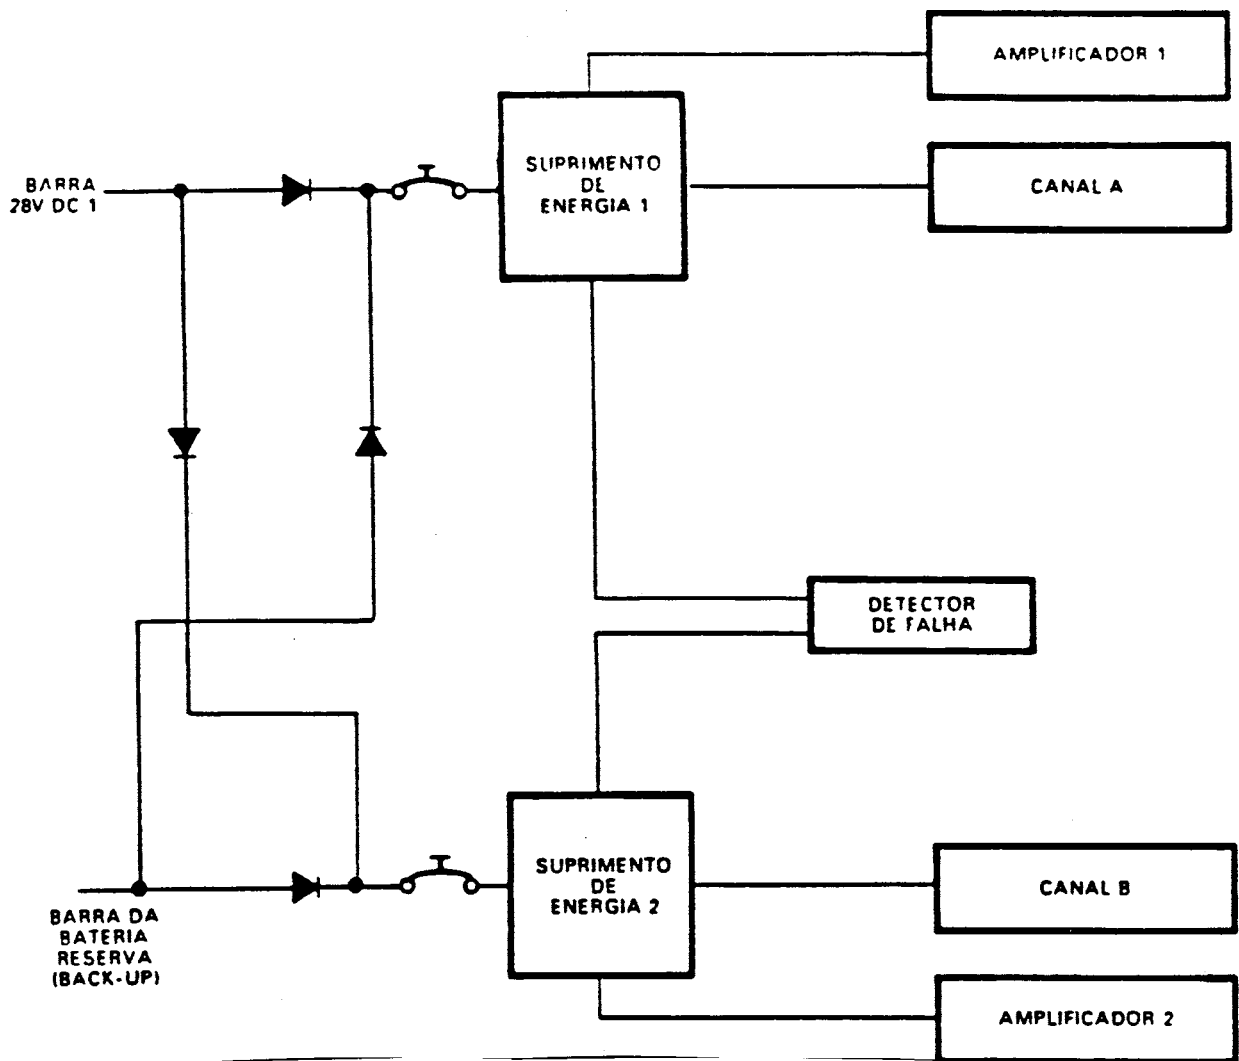 AMPLIFICADOR 1
SUPRIMENTO
DE
ENERGIA 1
CANAL A
BARRA
28V DC 1
DETECTOR
DE FALHA
SUPRIMENTO
DE
ENERGIA 2
CANAL B
BARRA DA
BATERIA
RESERVA
(BACK-UP)
AMPLIFICADOR 2